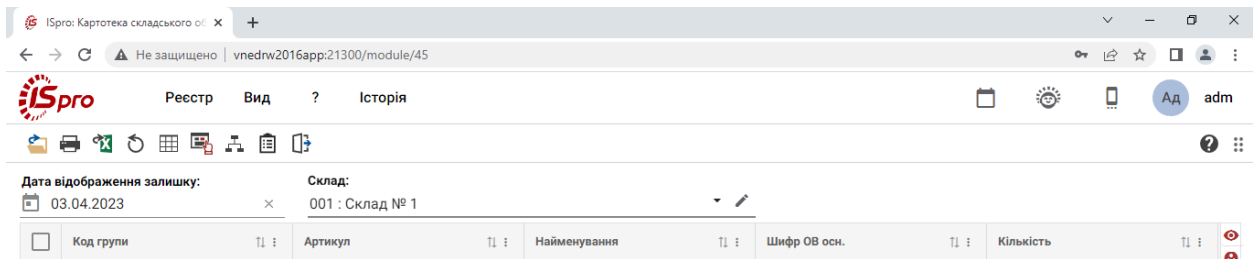 ISpro: Картотека складського об
Не защищено | vnedrw2016app:21300/module/45
ISpro Реєстр Вид ? Історія Ад adm
Дата відображення залишку: Склад:
03.04.2023 001 : Склад № 1
Код групи Артикул Найменування Шифр ОВ осн. Кількість